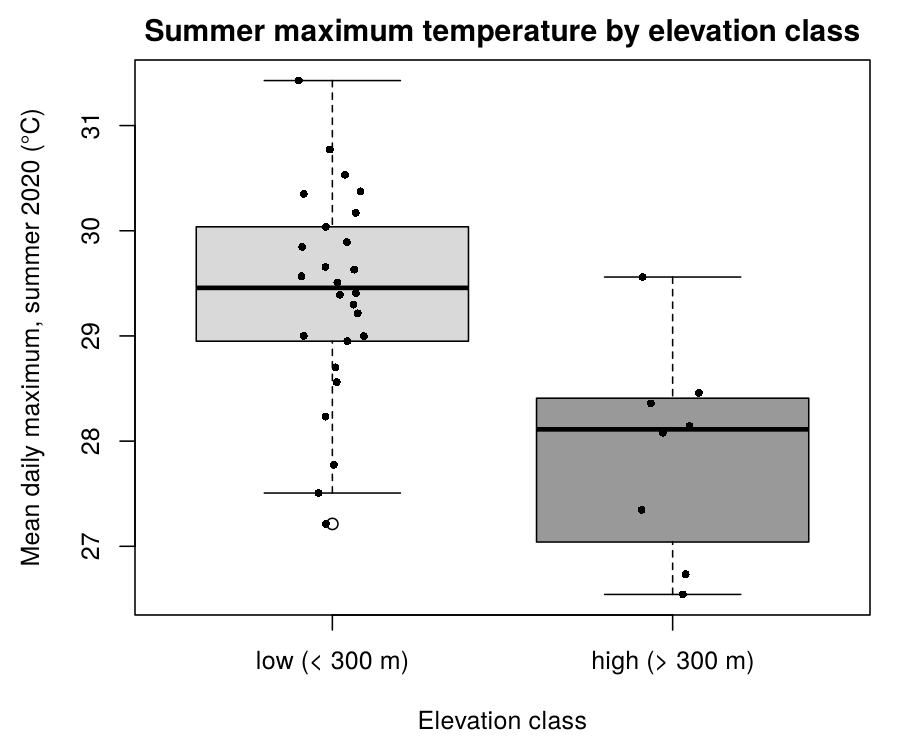 Summer maximum temperature by elevation class
Mean daily maximum, summer 2020 (°C)
31
30
29
28
27
low (< 300 m)
high (> 300 m)
Elevation class